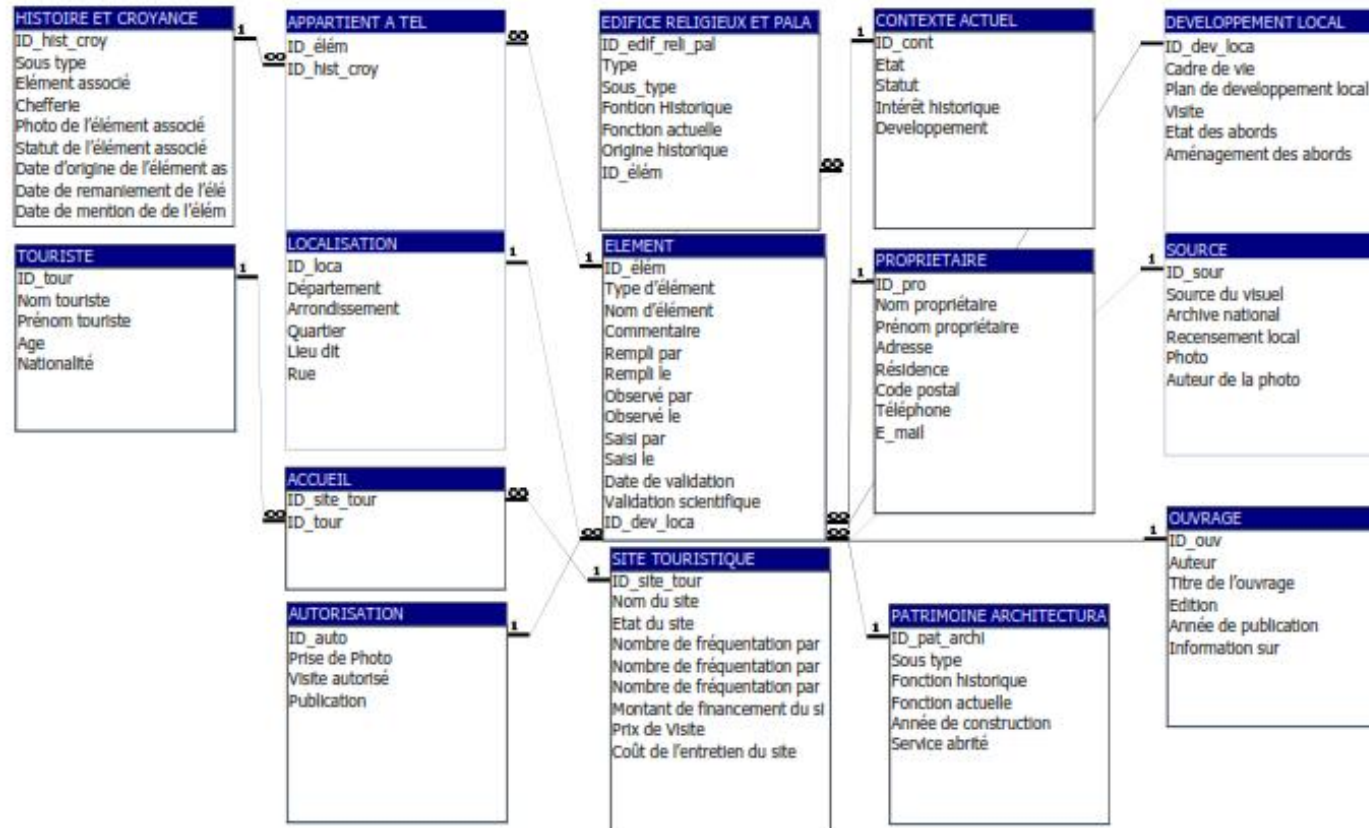 HISTOIRE ET CROYANCE
ID_hist_croy
Sous type
Elément associé
Chefferie
Photo de l'élément associé
Statut de l'élément associé
Date d'origine de l'élément as
Date de remaniement de l'élé
Date de mention de de l'élém
1
∞
APPARTIENT A TEL
ID_élém
ID_hist_croy
∞
EDIFICE RELIGIEUX ET PALA
ID_edif_reli_pal
Type
Sous_type
Fontion Historique
Fonction actuelle
Origine historique
ID_élém
∞
CONTEXTE ACTUEL
1
ID_cont
Etat
Statut
Intérêt historique
Developpement
DEVELOPPEMENT LOCAL
ID_dev_loca
Cadre de vie
Plan de developpement local
Visite
Etat des abords
Aménagement des abords
TOURISTE
ID_tour
Nom touriste
Prénom touriste
Age
Nationalité
1
LOCALISATION
ID_loca
Département
Arrondissement
Quartier
Lieu dit
Rue
1
ELEMENT
1
ID_élém
Type d'élément
Nom d'élément
Commentaire
Rempli par
Rempli le
Observé par
Observé le
Saisi par
Saisi le
Date de validation
Validation scientifique
ID_dev_loca
∞
∞
∞
PROPRIETAIRE
1
ID_pro
Nom propriétaire
Prénom propriétaire
Adresse
Résidence
Code postal
Téléphone
E_mail
SOURCE
1
ID_sour
Source du visuel
Archive national
Recensement local
Photo
Auteur de la photo
ACCUEIL
ID_site_tour
ID_tour
∞
∞
SITE TOURISTIQUE
1
ID_site_tour
Nom du site
Etat du site
Nombre de fréquentation par
Nombre de fréquentation par
Nombre de fréquentation par
Montant de financement du si
Prix de Visite
Coût de l'entretien du site
OUVRAGE
1
ID_ouv
Auteur
Titre de l'ouvrage
Edition
Année de publication
Information sur
AUTORISATION
ID_auto
Prise de Photo
Visite autorisé
Publication
1
PATRIMOINE ARCHITECTURA
1
ID_pat_archi
Sous type
Fonction historique
Fonction actuelle
Année de construction
Service abrité